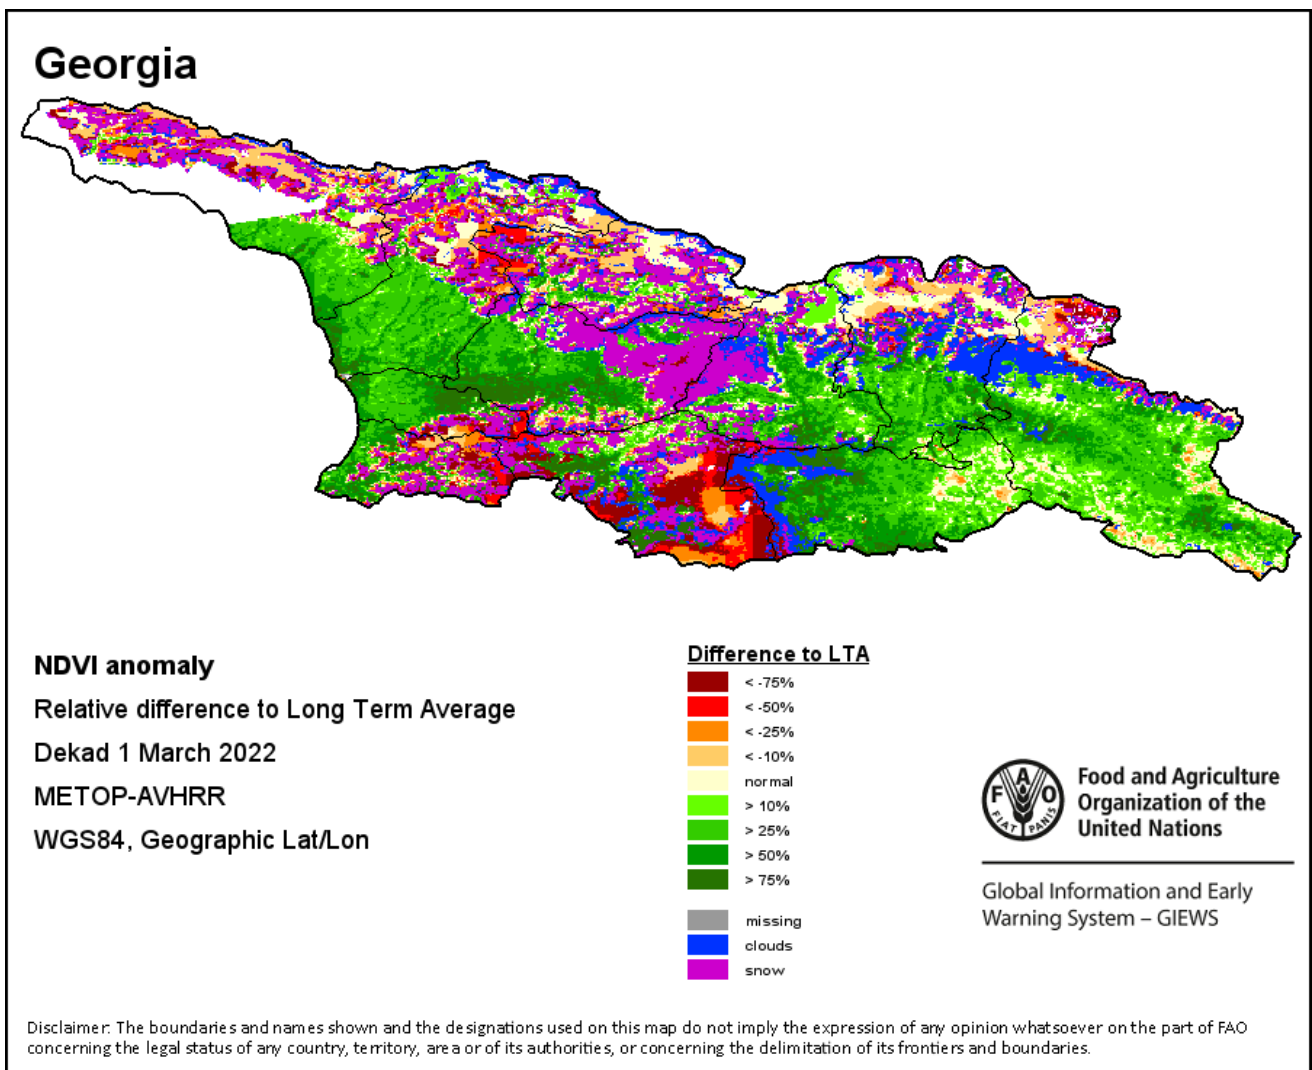 Georgia
NDVI anomaly
Relative difference to Long Term Average
Dekad 1 March 2022
METOP-AVHRR
WGS84, Geographic Lat/Lon
Difference to LTA
< -75%
< -50%
< -25%
< -10%
normal
> 10%
> 25%
> 50%
> 75%
missing
clouds
snow
F A O
FIAT PANIS
Food and Agriculture
Organization of the
United Nations
Global Information and Early
Warning System – GIEWS
Disclaimer: The boundaries and names shown and the designations used on this map do not imply the expression of any opinion whatsoever on the part of FAO
concerning the legal status of any country, territory, area or of its authorities, or concerning the delimitation of its frontiers and boundaries.